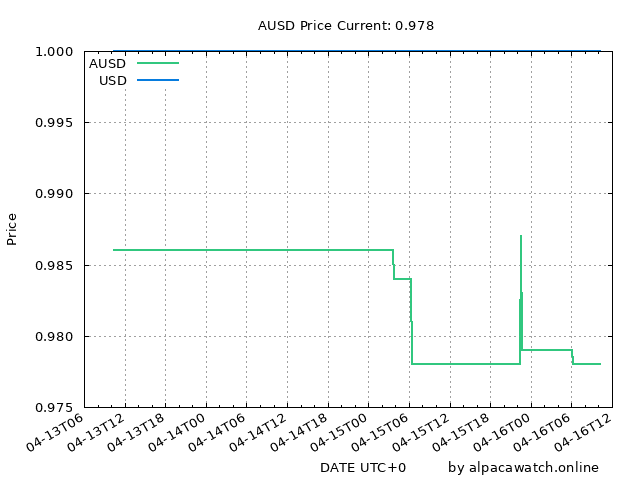 AUSD Price Current: 0.978
1.000
AUSD
USD
0.995
0.990
Price
0.985
0.980
0.975
04-13T06 04-13T12 04-13T18 04-14T00 04-14T06 04-14T12 04-14T18 04-15T00 04-15T06 04-15T12 04-15T18 04-16T00 04-16T06 04-16T12
DATE UTC+0 by alpacawatch.online